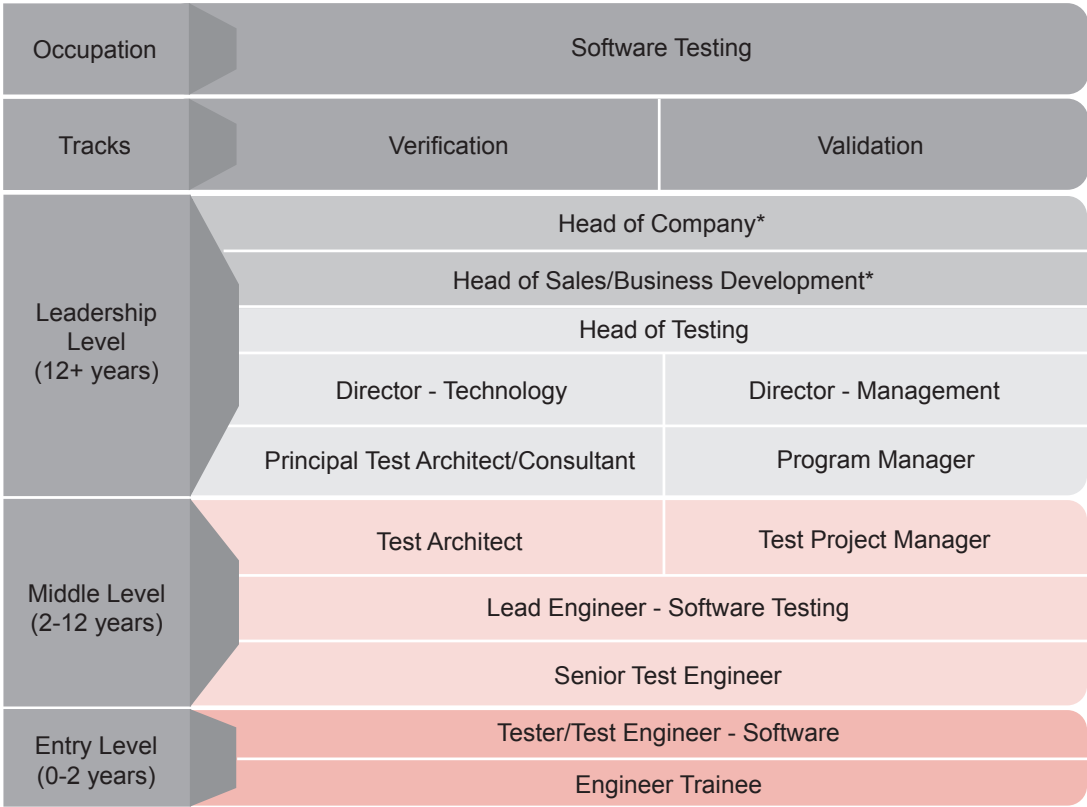 Occupation
Software Testing
Tracks
Verification
Validation
Leadership
Level
(12+ years)
Head of Company*
Head of Sales/Business Development*
Head of Testing
Director - Technology
Director - Management
Principal Test Architect/Consultant
Program Manager
Middle Level
(2-12 years)
Test Architect
Test Project Manager
Lead Engineer - Software Testing
Senior Test Engineer
Entry Level
(0-2 years)
Tester/Test Engineer - Software
Engineer Trainee